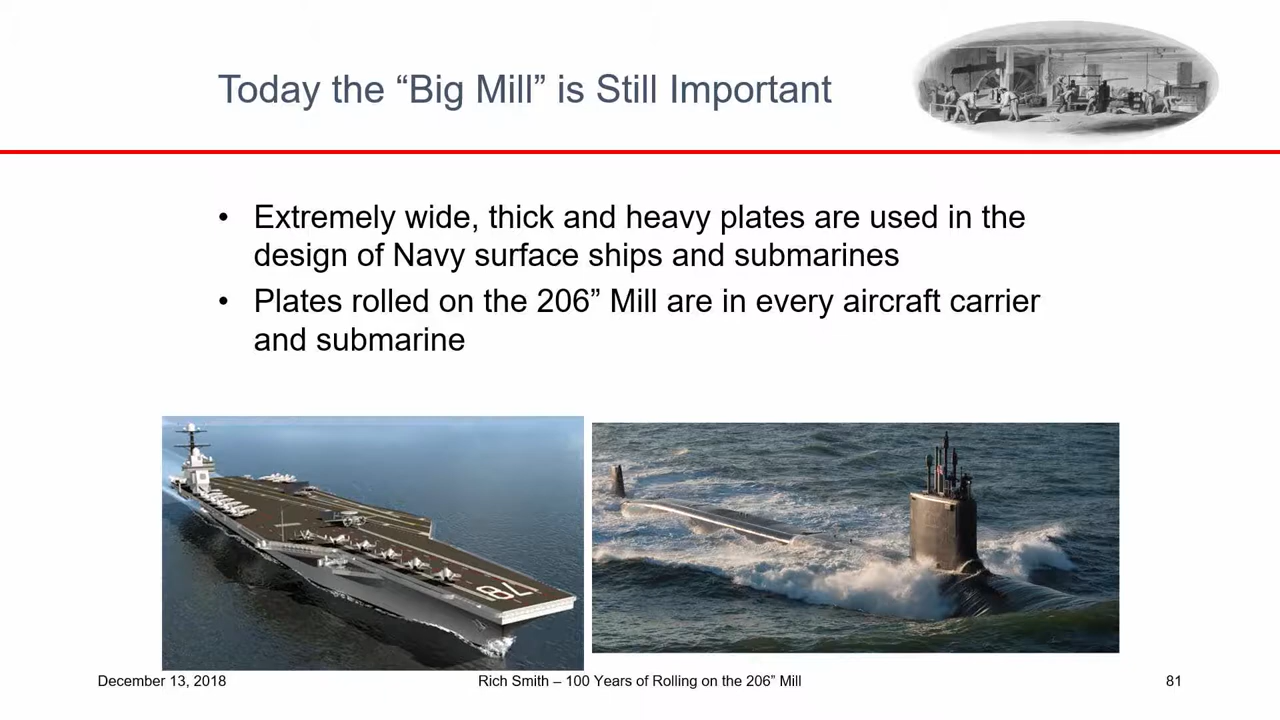 Today the “Big Mill” is Still Important
• Extremely wide, thick and heavy plates are used in the
design of Navy surface ships and submarines
• Plates rolled on the 206” Mill are in every aircraft carrier
and submarine
78
December 13, 2018
Rich Smith – 100 Years of Rolling on the 206” Mill
81